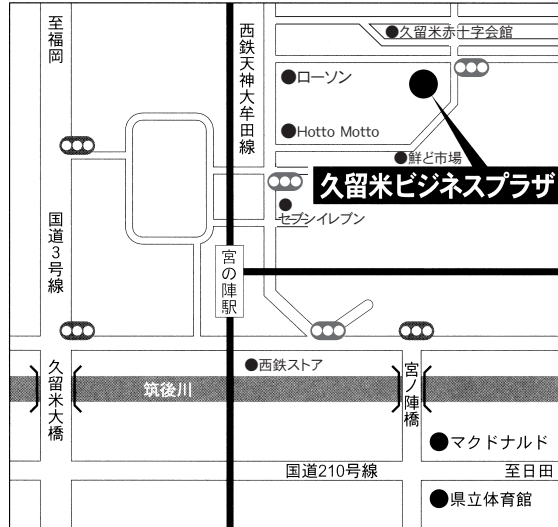 至福岡
西鉄天神大牟田線
久留米赤十字会館
ローソン
Hotto Motto
鮮ど市場
久留米ビジネスプラザ
セブンイレブン
国道3号線
宮の陣駅
久留米大橋
西鉄ストア
宮ノ陣橋
筑後川
マクドナルド
国道210号線
至日田
県立体育館